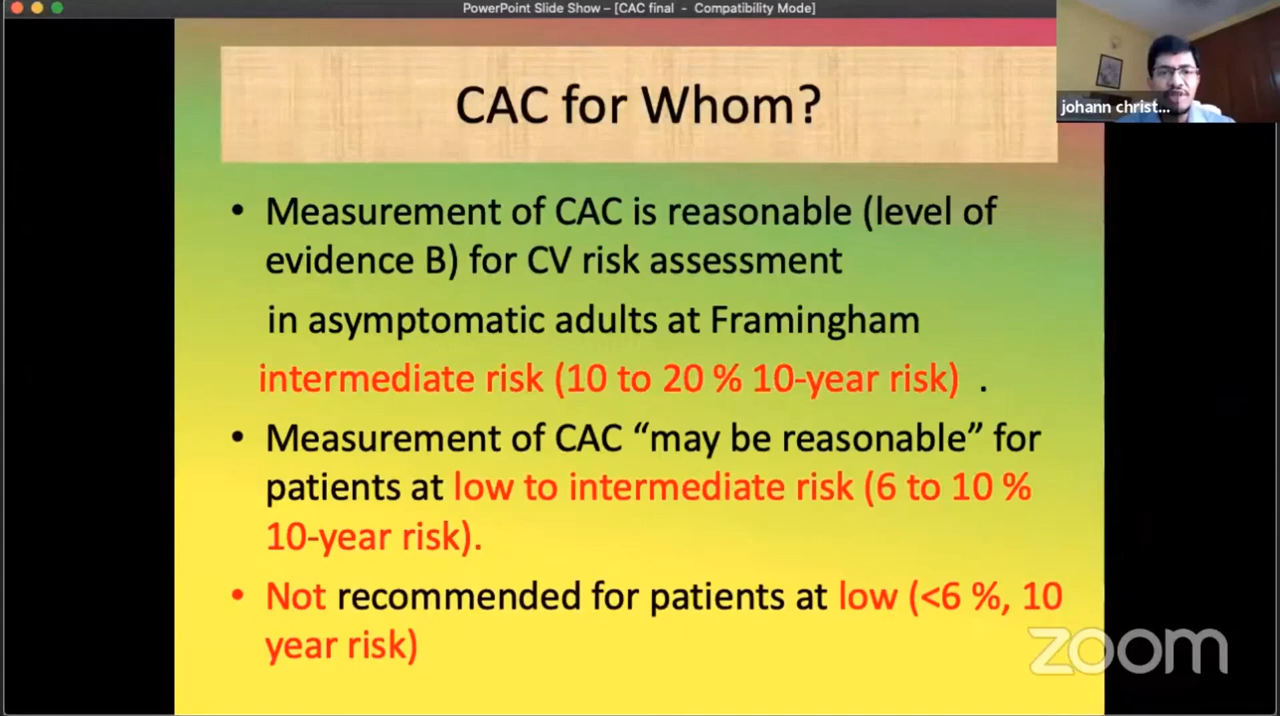 PowerPoint Slide Show – [CAC final - Compatibility Mode]
johann christ...
CAC for Whom?
• Measurement of CAC is reasonable (level of
evidence B) for CV risk assessment
in asymptomatic adults at Framingham
intermediate risk (10 to 20 % 10-year risk) .
• Measurement of CAC “may be reasonable” for
patients at low to intermediate risk (6 to 10 %
10-year risk).
• Not recommended for patients at low (<6 %, 10
year risk)
zoom